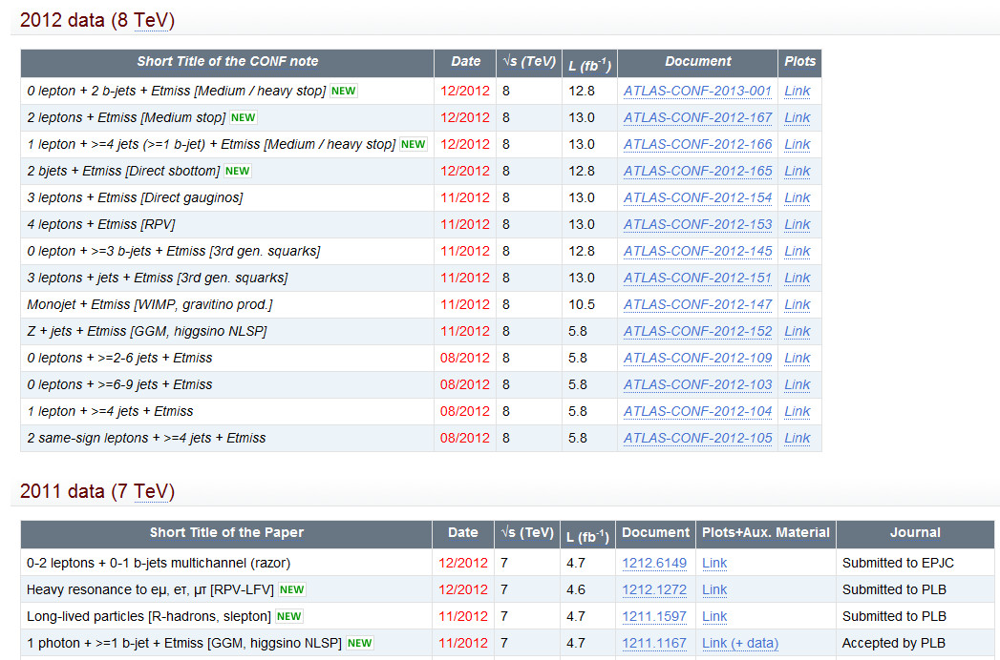 2012 data (8 TeV)
Short Title of the CONF note Date √s (TeV) L (fb-1) Document Plots
0 lepton + 2 b-jets + Etmiss [Medium / heavy stop] NEW 12/2012 8 12.8 ATLAS-CONF-2013-001 Link
2 leptons + Etmiss [Medium stop] NEW 12/2012 8 13.0 ATLAS-CONF-2012-167 Link
1 lepton + >=4 jets (>=1 b-jet) + Etmiss [Medium / heavy stop] NEW 12/2012 8 13.0 ATLAS-CONF-2012-166 Link
2 bjets + Etmiss [Direct sbottom] NEW 12/2012 8 12.8 ATLAS-CONF-2012-165 Link
3 leptons + Etmiss [Direct gauginos] 11/2012 8 13.0 ATLAS-CONF-2012-154 Link
4 leptons + Etmiss [RPV] 11/2012 8 13.0 ATLAS-CONF-2012-153 Link
0 lepton + >=3 b-jets + Etmiss [3rd gen. squarks] 11/2012 8 12.8 ATLAS-CONF-2012-145 Link
3 leptons + jets + Etmiss [3rd gen. squarks] 11/2012 8 13.0 ATLAS-CONF-2012-151 Link
Monojet + Etmiss [WIMP, gravitino prod.] 11/2012 8 10.5 ATLAS-CONF-2012-147 Link
Z + jets + Etmiss [GGM, higgsino NLSP] 11/2012 8 5.8 ATLAS-CONF-2012-152 Link
0 leptons + >=2-6 jets + Etmiss 08/2012 8 5.8 ATLAS-CONF-2012-109 Link
0 leptons + >=6-9 jets + Etmiss 08/2012 8 5.8 ATLAS-CONF-2012-103 Link
1 lepton + >=4 jets + Etmiss 08/2012 8 5.8 ATLAS-CONF-2012-104 Link
2 same-sign leptons + >=4 jets + Etmiss 08/2012 8 5.8 ATLAS-CONF-2012-105 Link
2011 data (7 TeV)
Short Title of the Paper Date √s (TeV) L (fb-1) Document Plots+Aux. Material Journal
0-2 leptons + 0-1 b-jets multichannel (razor) 12/2012 7 4.7 1212.6149 Link Submitted to EPJC
Heavy resonance to eμ, eτ, μτ [RPV-LFV] NEW 12/2012 7 4.6 1212.1272 Link Submitted to PLB
Long-lived particles [R-hadrons, slepton] NEW 11/2012 7 4.7 1211.1597 Link Submitted to PLB
1 photon + >=1 b-jet + Etmiss [GGM, higgsino NLSP] NEW 11/2012 7 4.7 1211.1167 Link (+ data) Accepted by PLB